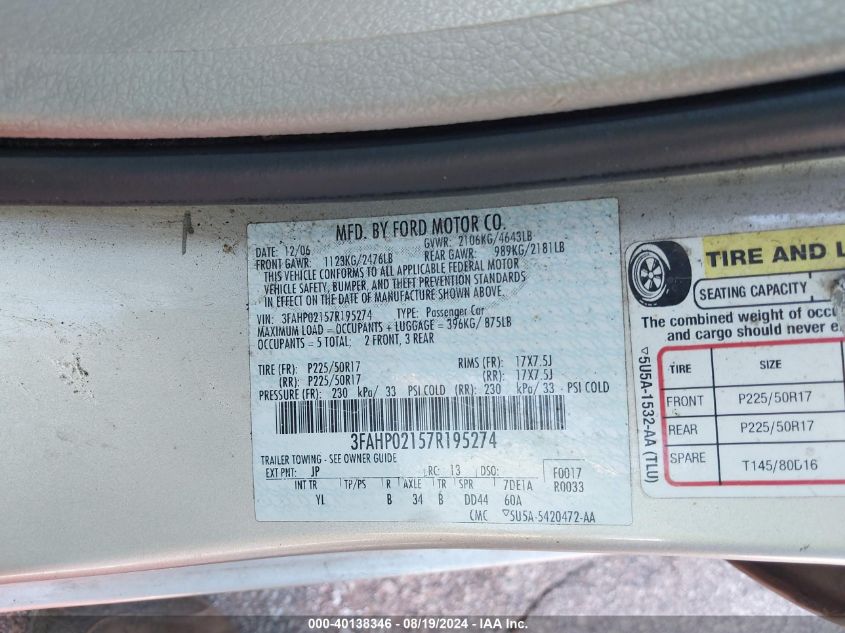 MFD. BY FORD MOTOR CO.
DATE: 12/06 GVWR: 2106KG/4643LB
FRONT GAWR: 1123KG/2476LB REAR GAWR: 989KG/2181LB
THIS VEHICLE CONFORMS TO ALL APPLICABLE FEDERAL MOTOR
VEHICLE SAFETY, BUMPER, AND THEFT PREVENTION STANDARDS
IN EFFECT ON THE DATE OF MANUFACTURE SHOWN ABOVE.
VIN: 3FAHP02157R195274 TYPE: Passenger Car
MAXIMUM LOAD = OCCUPANTS + LUGGAGE = 396KG/ 875LB
OCCUPANTS = 5 TOTAL: 2 FRONT, 3 REAR
TIRE (FR): P225/50R17 RIMS (FR): 17X7.5J
(RR): P225/50R17 (RR): 17X7.5J
PRESSURE (FR): 230 kPa/ 33 PSI COLD (RR): 230 kPa/ 33 PSI COLD
3FAHP02157R195274
TRAILER TOWING - SEE OWNER GUIDE
EXT PNT: JP RC: 13 DSO: F0017
R0033
INT TR TP/PS R AXLE TR SPR 7DE1A
YL B 34 B DD44 60A
CMC ▽5U5A-5420472-AA
TIRE AND L
SEATING CAPACITY
The combined weight of occu
and cargo should never e
TIRE SIZE
FRONT P225/50R17
REAR P225/50R17
SPARE T145/80D16
▽5U5A-1532-AA (TLU)
000-40138346 - 08/19/2024 - IAA Inc.